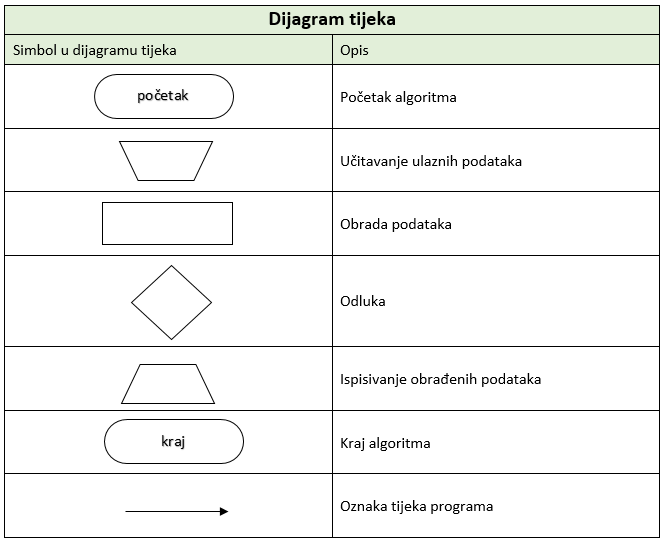 Dijagram tijeka
Simbol u dijagramu tijeka
Opis
početak
Početak algoritma
Učitavanje ulaznih podataka
Obrada podataka
Odluka
Ispisivanje obrađenih podataka
kraj
Kraj algoritma
Oznaka tijeka programa